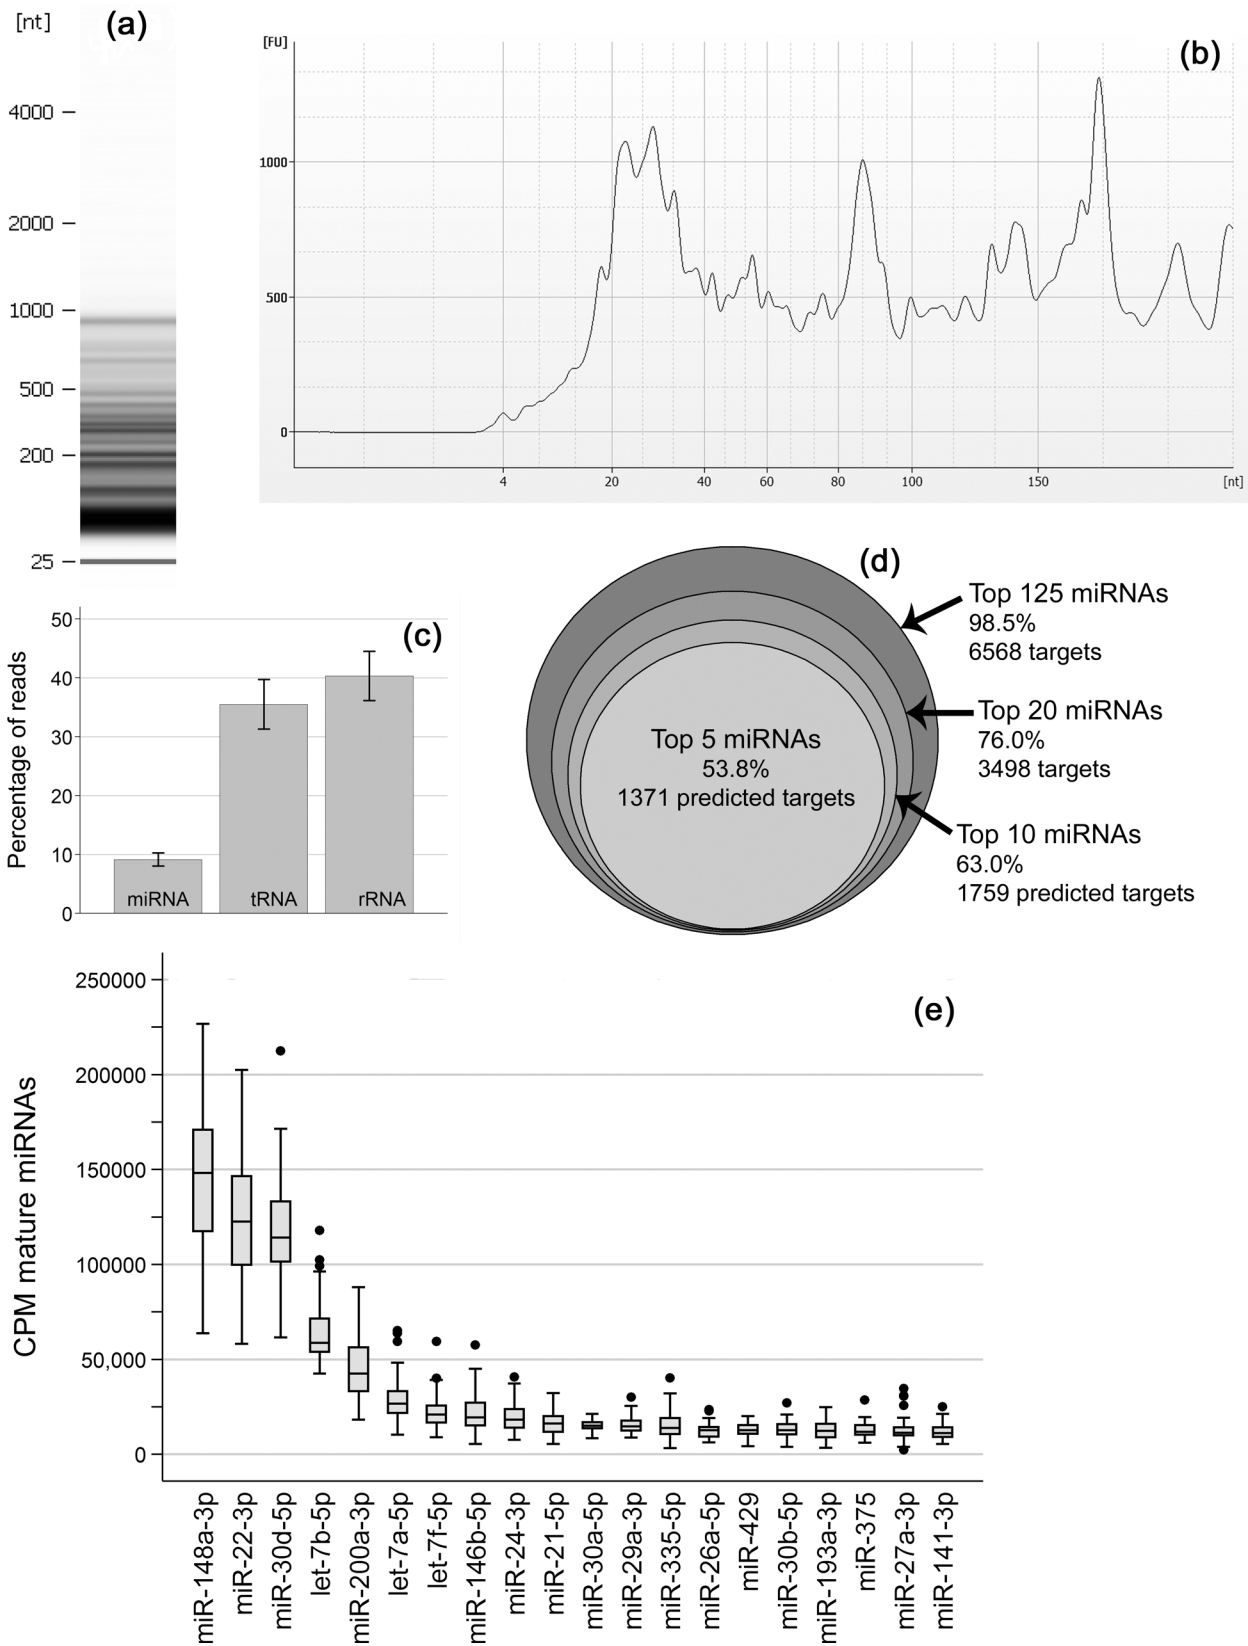 [nt]
(a)
4000
2000
1000
500
200
25
[FU]
(b)
1000
500
0
4
20
40
60
80
100
150
[nt]
(c)
Percentage of reads
50
40
30
20
10
0
miRNA
tRNA
rRNA
(d)
Top 125 miRNAs
98.5%
6568 targets
Top 20 miRNAs
76.0%
3498 targets
Top 5 miRNAs
53.8%
1371 predicted targets
Top 10 miRNAs
63.0%
1759 predicted targets
(e)
CPM mature miRNAs
250000
200000
150000
100000
50,000
0
miR-148a-3p
miR-22-3p
miR-30d-5p
let-7b-5p
miR-200a-3p
let-7a-5p
let-7f-5p
miR-146b-5p
miR-24-3p
miR-21-5p
miR-30a-5p
miR-29a-3p
miR-335-5p
miR-26a-5p
miR-429
miR-30b-5p
miR-193a-3p
miR-375
miR-27a-3p
miR-141-3p